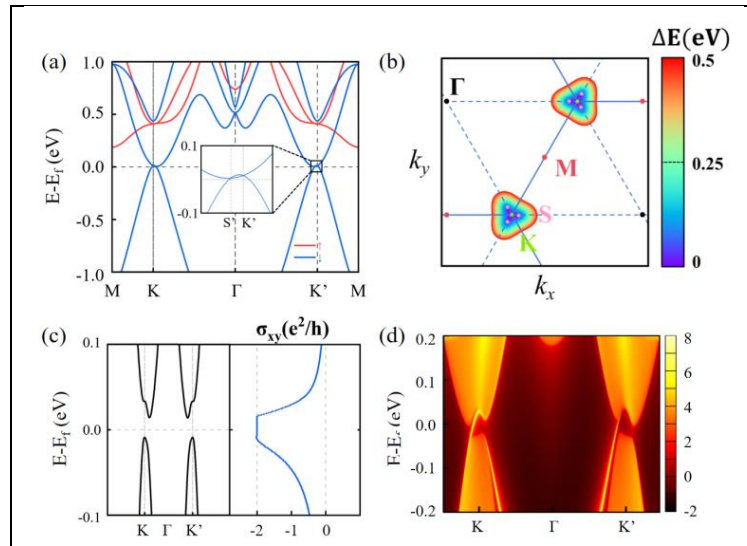 (a)
1.0
0.5
0.0
-0.5
-1.0
E-E_f (eV)
0.1
-0.1
S'
K'
↑
↓
M
K
Γ
K'
M
(b)
ΔE(eV)
0.5
0.25
0
Γ
M
S
K
k_y
k_x
(c)
σ_xy(e²/h)
0.1
0.0
-0.1
E-E_f (eV)
K
Γ
K'
-2
-1
0
(d)
0.2
0.1
0.0
-0.1
-0.2
K
Γ
K'
8
6
4
2
0
-2